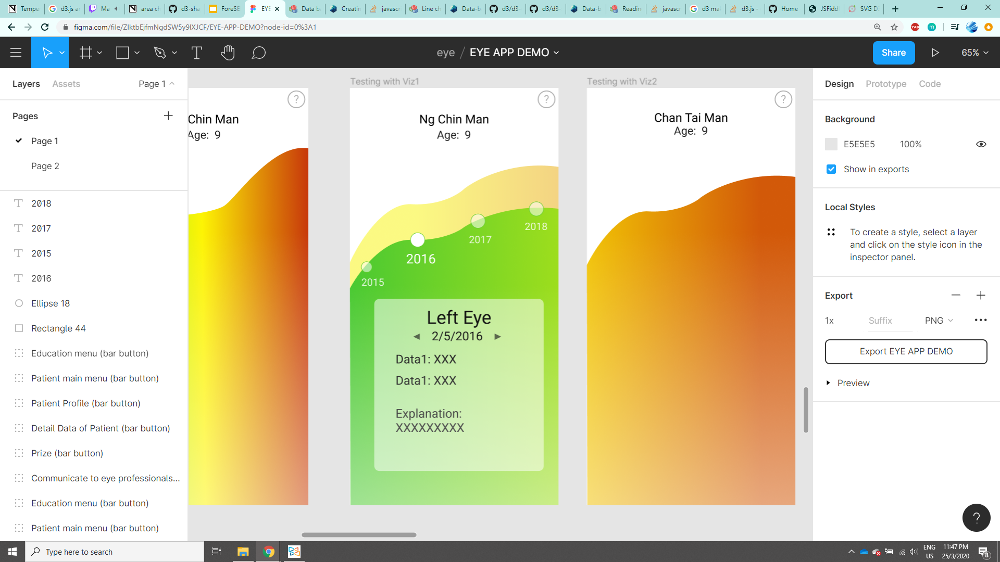 Tempe
d3.js a
Ma
area ch
d3-sha
ForeSE
EYE
Data b
Creatin
javascr
Line ch
Data-b
d3/d3-
d3/d3-
Data-b
Readin
javascr
d3 mal
d3.js -
Home
JSFidd
SVG D
figma.com/file/ZIktbEjfmNgdSW5y9IXJCF/EYE-APP-DEMO?node-id=0%3A1
eye / EYE APP DEMO
Share
65%
Layers
Assets
Page 1
Pages
Page 1
Page 2
2018
2017
2015
2016
Ellipse 18
Rectangle 44
Education menu (bar button)
Patient main menu (bar button)
Patient Profile (bar button)
Detail Data of Patient (bar button)
Prize (bar button)
Communicate to eye professionals...
Education menu (bar button)
Patient main menu (bar button)
?
Chin Man
Age: 9
Testing with Viz1
?
Ng Chin Man
Age: 9
2018
2017
2016
2015
Left Eye
◄ 2/5/2016 ►
Data1: XXX
Data1: XXX
Explanation:
XXXXXXXXX
Testing with Viz2
?
Chan Tai Man
Age: 9
Design
Prototype
Code
Background
E5E5E5
100%
Show in exports
Local Styles
To create a style, select a layer
and click on the style icon in the
inspector panel.
Export
1x
Suffix
PNG
Export EYE APP DEMO
Preview
?
Type here to search
ENG
US
11:47 PM
25/3/2020
8